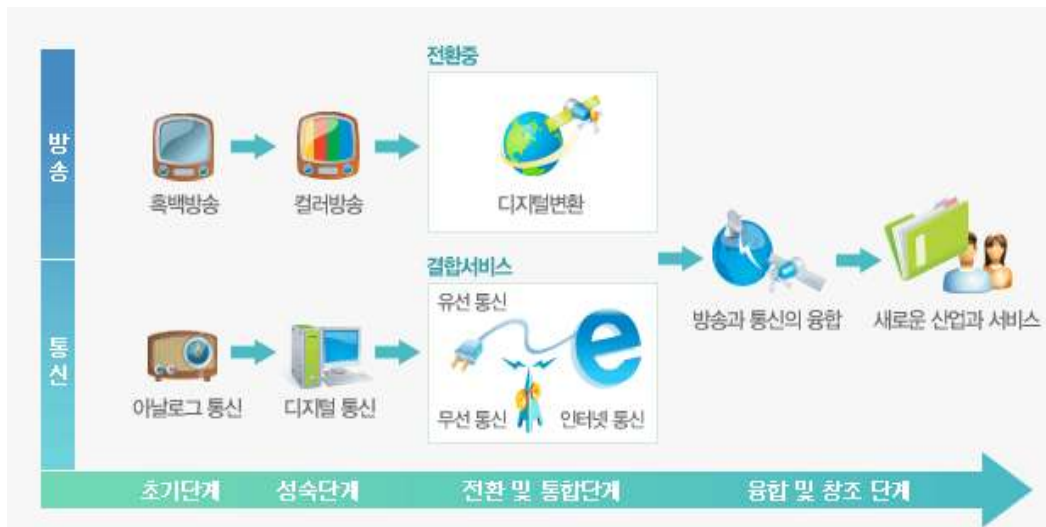 전환중
방송
흑백방송
컬러방송
디지털변환
결합서비스
유선 통신
방송과 통신의 융합
새로운 산업과 서비스
통신
아날로그 통신
디지털 통신
무선 통신
인터넷 통신
초기단계
성숙단계
전환 및 통합단계
융합 및 창조 단계